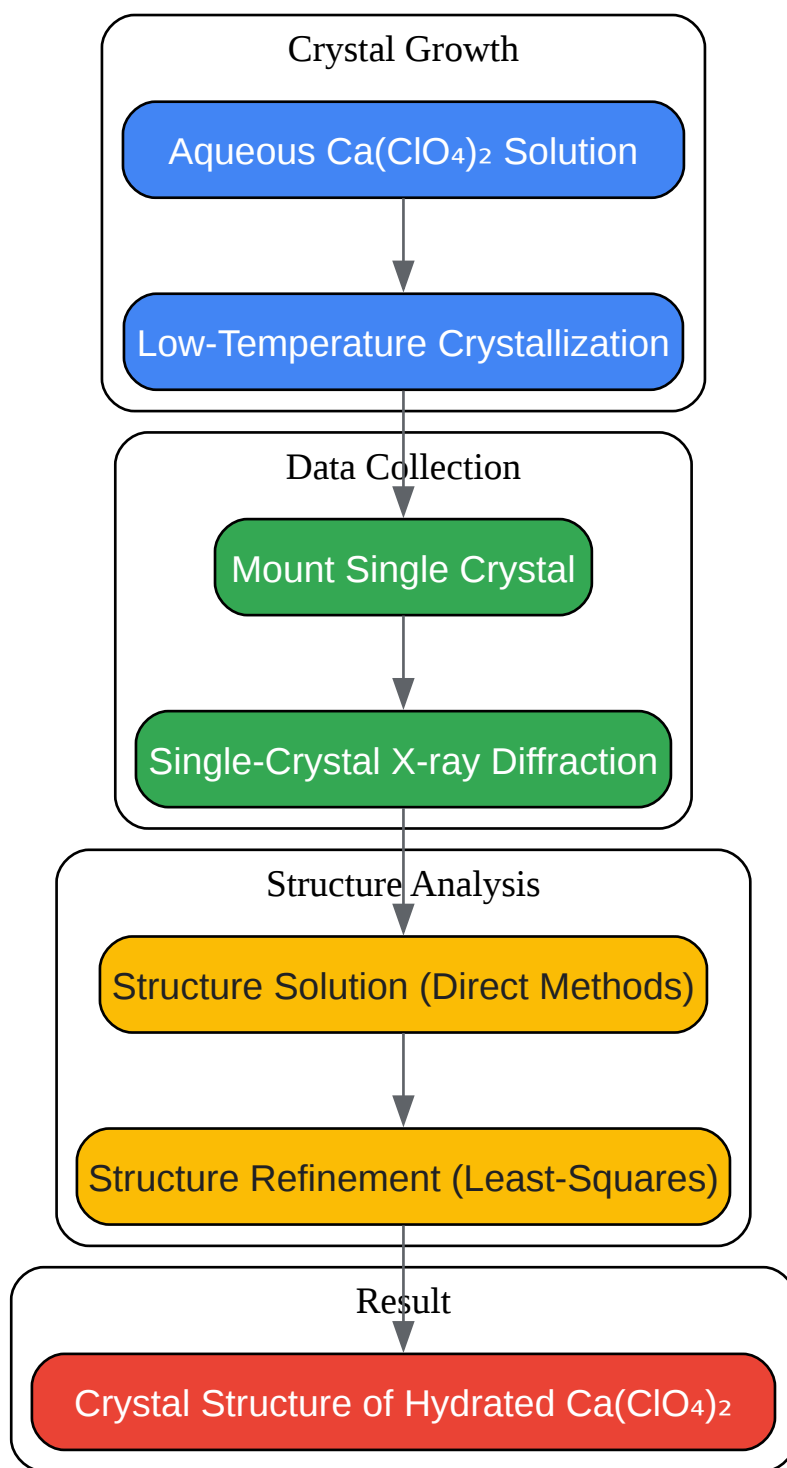 Crystal Growth
Aqueous Ca(ClO₄)₂ Solution
Low-Temperature Crystallization
Data Collection
Mount Single Crystal
Single-Crystal X-ray Diffraction
Structure Analysis
Structure Solution (Direct Methods)
Structure Refinement (Least-Squares)
Result
Crystal Structure of Hydrated Ca(ClO₄)₂